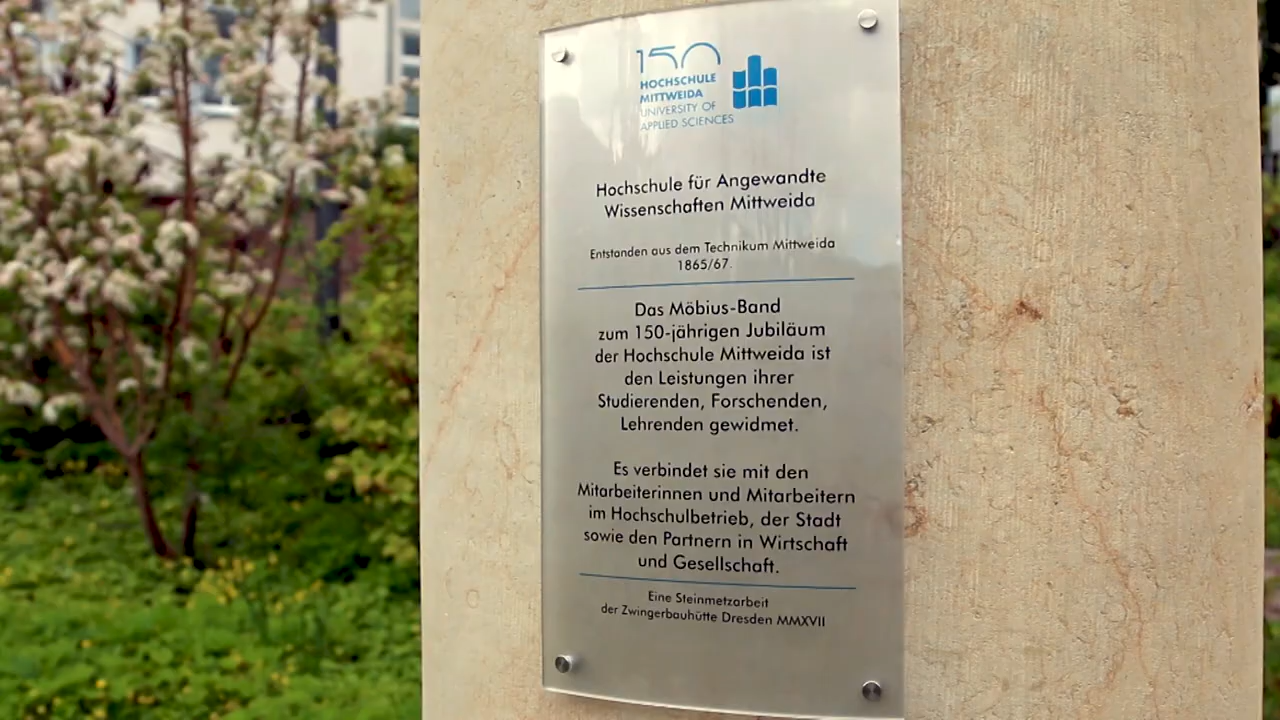 150
HOCHSCHULE
MITTWEIDA
UNIVERSITY OF
APPLIED SCIENCES
Hochschule für Angewandte
Wissenschaften Mittweida
Entstanden aus dem Technikum Mittweida
1865/67.
Das Möbius-Band
zum 150-jährigen Jubiläum
der Hochschule Mittweida ist
den Leistungen ihrer
Studierenden, Forschenden,
Lehrenden gewidmet.
Es verbindet sie mit den
Mitarbeiterinnen und Mitarbeitern
im Hochschulbetrieb, der Stadt
sowie den Partnern in Wirtschaft
und Gesellschaft.
Eine Steinmetzarbeit
der Zwingerbauhütte Dresden MMXVII